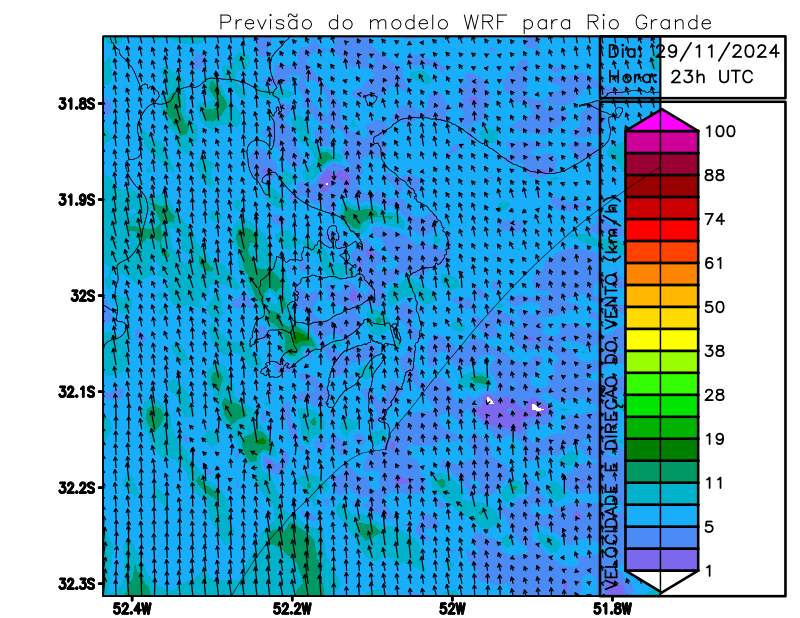 Previsão do modelo WRF para Rio Grande
Dia: 29/11/2024
Hora: 23h UTC
31.8S
31.9S
32S
32.1S
32.2S
32.3S
52.4W
52.2W
52W
51.8W
VELOCIDADE E DIREÇÃO DO VENTO (km/h)
100
88
74
61
50
38
28
19
11
5
1